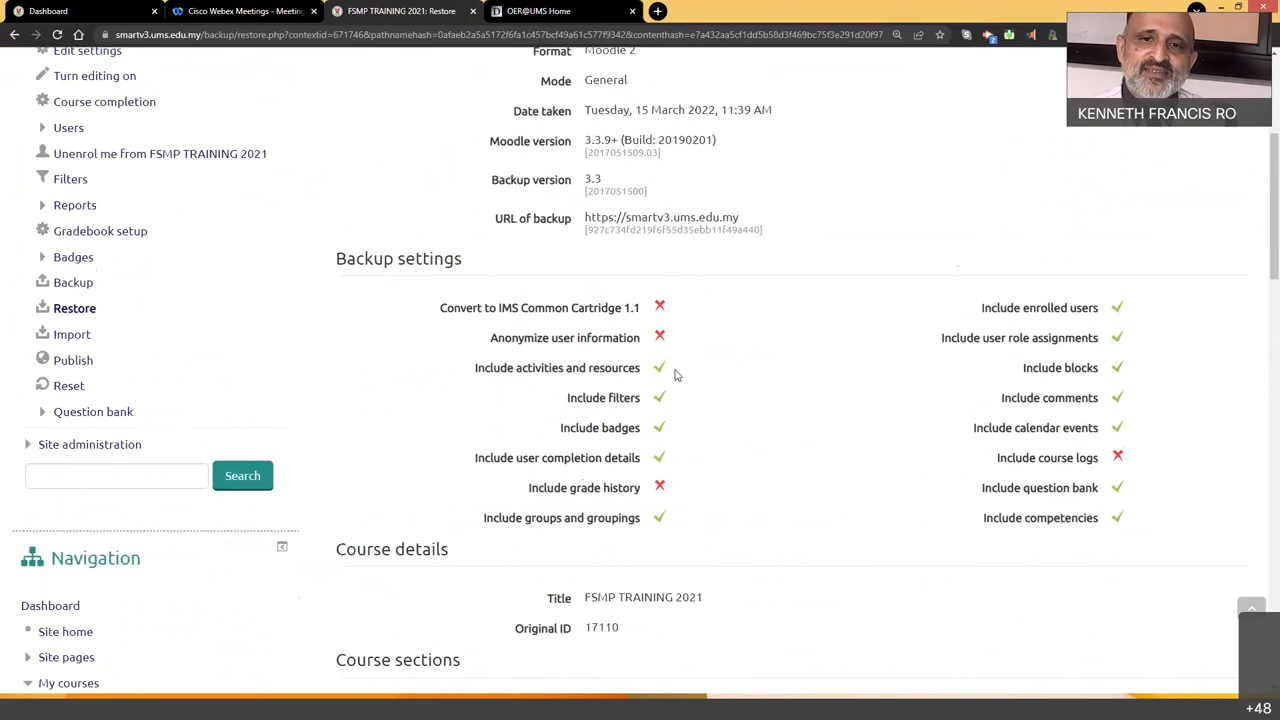 Dashboard
Cisco Webex Meetings - Meeting
FSMP TRAINING 2021: Restore
OER@UMS Home
smartv3.ums.edu.my/backup/restore.php?contextid=671746&pathnamehash=0afaeb2a5a5172f6fa1c457bcf49a61c577f9342&contenthash=e7a432aa5cf1dd5b58d3f469bc75f3e291d20f97
Edit settings
Turn editing on
Course completion
Users
Unenrol me from FSMP TRAINING 2021
Filters
Reports
Gradebook setup
Badges
Backup
Restore
Import
Publish
Reset
Question bank
Site administration
Search
Navigation
Dashboard
Site home
Site pages
My courses
Format Moodle 2
Mode General
Date taken Tuesday, 15 March 2022, 11:39 AM
Moodle version 3.3.9+ (Build: 20190201)
[2017051509.03]
Backup version 3.3
[2017051500]
URL of backup https://smartv3.ums.edu.my
[927c734fd219f6f55d35ebb11f49a440]
Backup settings
Convert to IMS Common Cartridge 1.1
Anonymize user information
Include activities and resources
Include filters
Include badges
Include user completion details
Include grade history
Include groups and groupings
Include enrolled users
Include user role assignments
Include blocks
Include comments
Include calendar events
Include course logs
Include question bank
Include competencies
Course details
Title FSMP TRAINING 2021
Original ID 17110
Course sections
KENNETH FRANCIS RO
+48